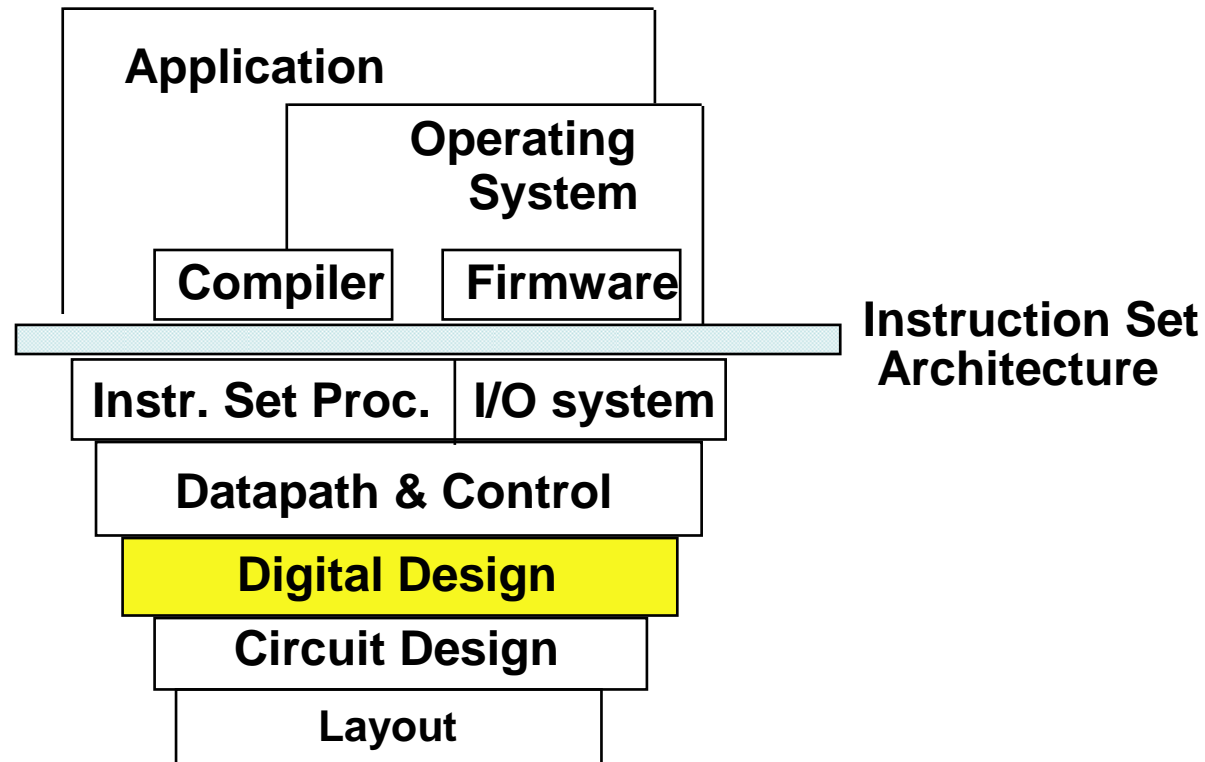 Application
Operating
System
Compiler
Firmware
Instruction Set
Architecture
Instr. Set Proc.
I/O system
Datapath & Control
Digital Design
Circuit Design
Layout